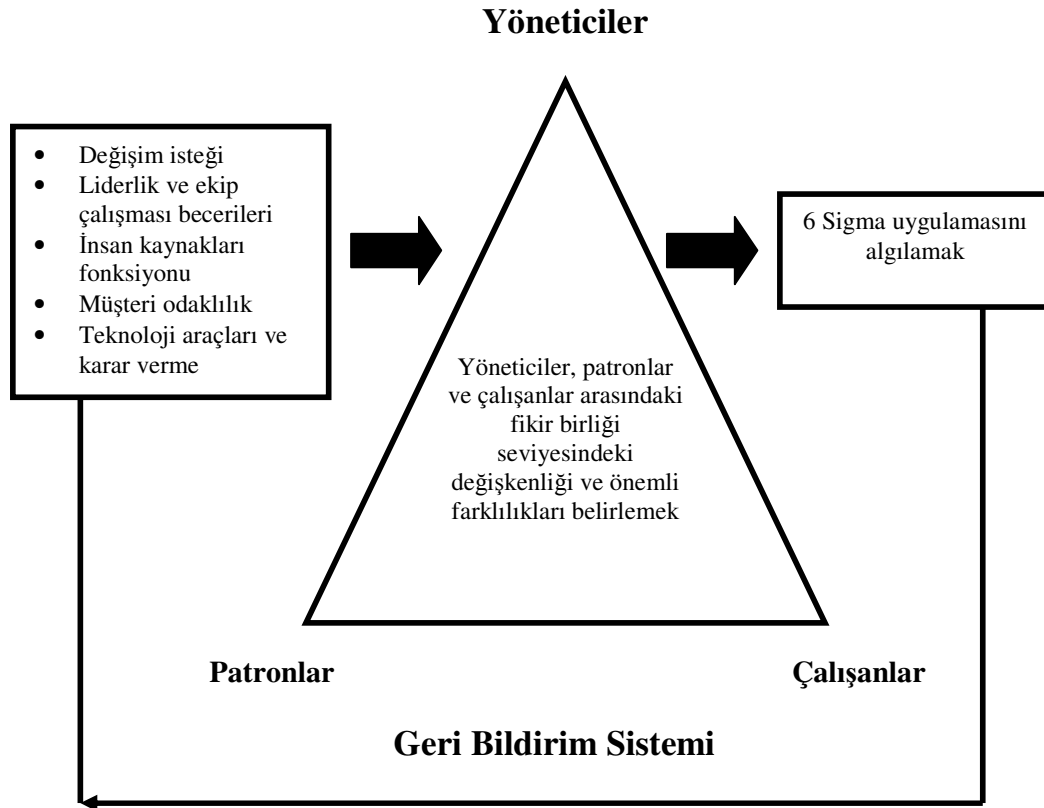 Yöneticiler
• Değişim isteği
• Liderlik ve ekip
çalışması becerileri
• İnsan kaynakları
fonksiyonu
• Müşteri odaklılık
• Teknoloji araçları ve
karar verme
6 Sigma uygulamasını
algılamak
Yöneticiler, patronlar
ve çalışanlar arasındaki
fikir birliği
seviyesindeki
değişkenliği ve önemli
farklılıkları belirlemek
Patronlar
Çalışanlar
Geri Bildirim Sistemi